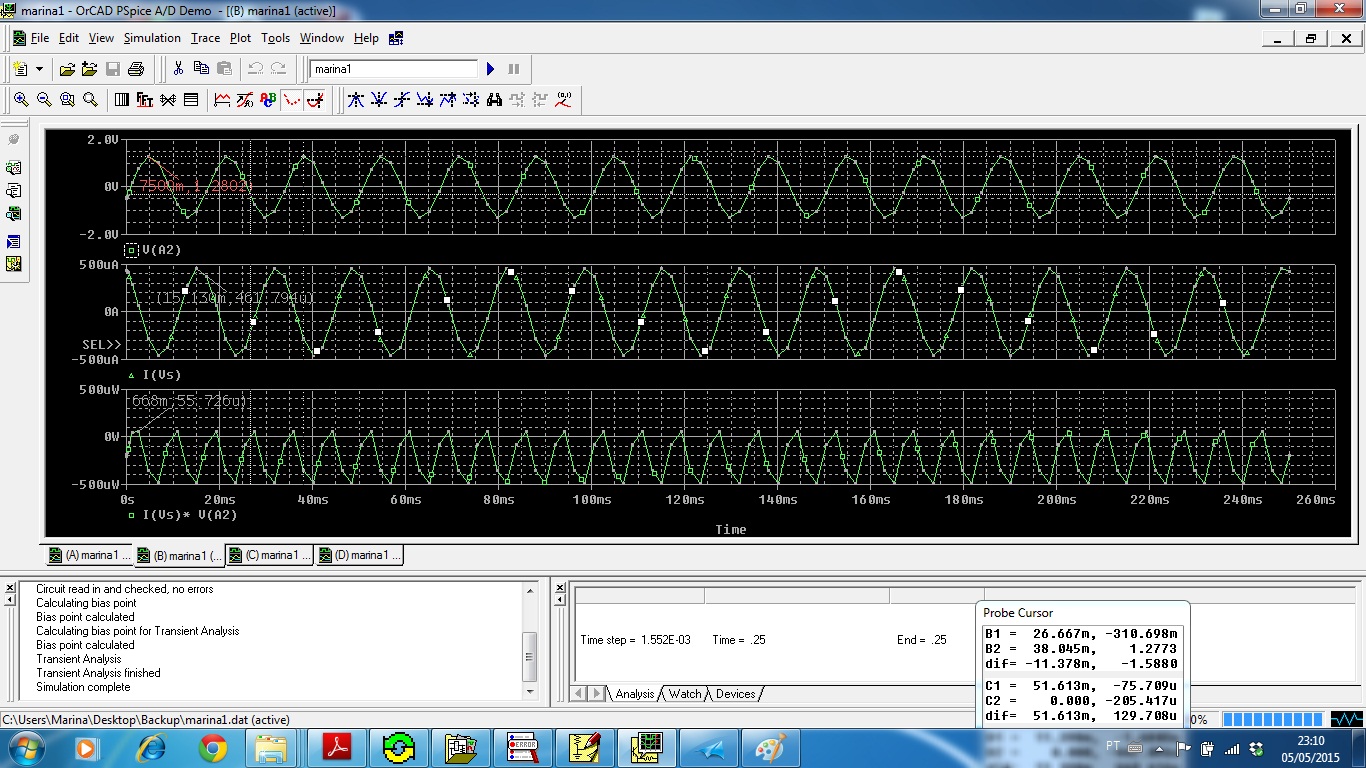 marina1 - OrCAD PSpice A/D Demo - [(B) marina1 (active)]
File Edit View Simulation Trace Plot Tools Window Help
marina1
2.0V
7500m,1.2802)
0V
-2.0V
V(A2)
500uA
(15.130m,461.794u)
0A
SEL>>
-500uA
I(Vs)
500uW
668m,55.726u)
0W
-500uW
0s 20ms 40ms 60ms 80ms 100ms 120ms 140ms 160ms 180ms 200ms 220ms 240ms 260ms
I(Vs)* V(A2)
Time
(A) marina1 ... (B) marina1 (... (C) marina1 ... (D) marina1 ...
Circuit read in and checked, no errors
Calculating bias point
Bias point calculated
Calculating bias point for Transient Analysis
Bias point calculated
Transient Analysis
Transient Analysis finished
Simulation complete
Time step = 1.552E-03 Time = .25 End = .25
Analysis Watch Devices
Probe Cursor
B1 = 26.667m, -310.698m
B2 = 38.045m, 1.2773
dif= -11.378m, -1.5880
C1 = 51.613m, -75.709u
C2 = 0.000, -205.417u
dif= 51.613m, 129.708u
C:\Users\Marina\Desktop\Backup\marina1.dat (active)
0%
ERROR
PT
23:10
05/05/2015